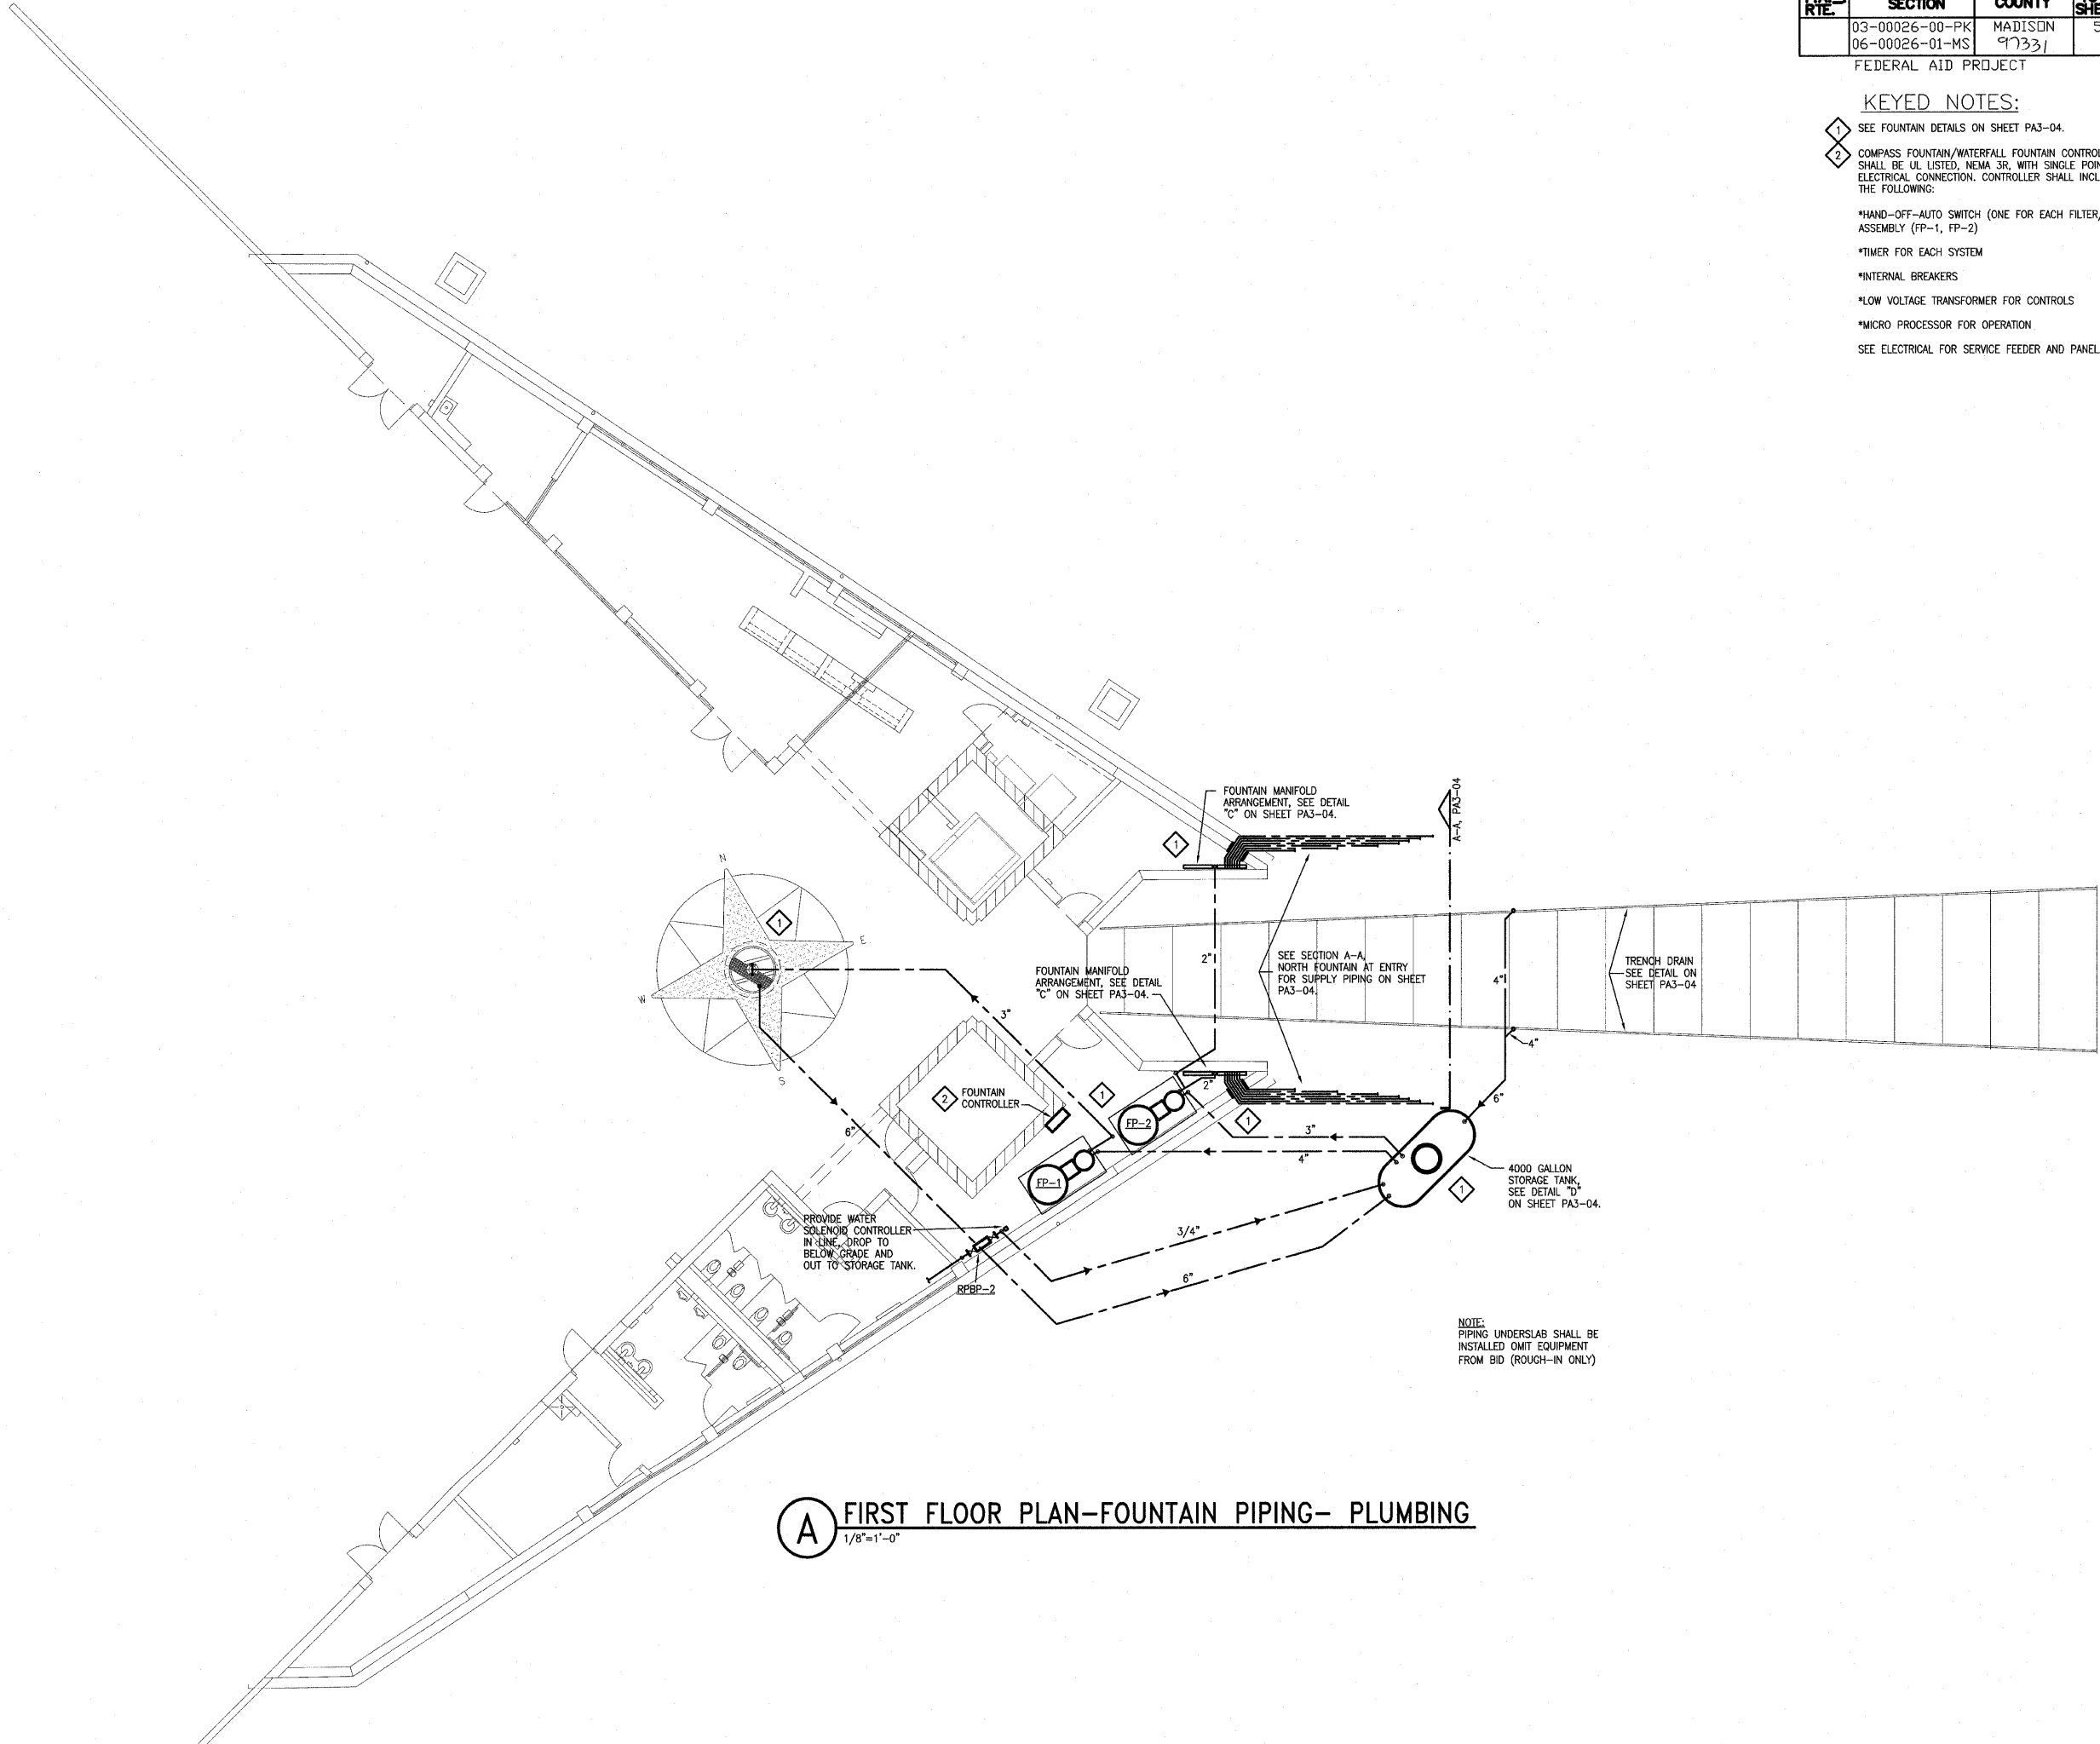 RTE.
SECTION
COUNTY
03-00026-00-PK
MADISON
5
06-00026-01-MS
97331
FEDERAL AID PROJECT
KEYED NOTES:
1
SEE FOUNTAIN DETAILS ON SHEET PA3-04.
2
COMPASS FOUNTAIN/WATERFALL FOUNTAIN
SHALL BE UL LISTED, NEMA 3R, WITH SINGLE
ELECTRICAL CONNECTION. CONTROLLER SHALL
THE FOLLOWING:
*HAND-OFF-AUTO SWITCH (ONE FOR EACH FILTER/
ASSEMBLY (FP-1, FP-2)
*TIMER FOR EACH SYSTEM
*INTERNAL BREAKERS
*LOW VOLTAGE TRANSFORMER FOR CONTROLS
*MICRO PROCESSOR FOR OPERATION
SEE ELECTRICAL FOR SERVICE FEEDER AND PANEL
FOUNTAIN MANIFOLD
ARRANGEMENT, SEE DETAIL
"C" ON SHEET PA3-04.
1
A-A, PA3-04
N
E
W
S
1
FOUNTAIN MANIFOLD
ARRANGEMENT, SEE DETAIL
"C" ON SHEET PA3-04.
2"
SEE SECTION A-A,
NORTH FOUNTAIN AT ENTRY
FOR SUPPLY PIPING ON SHEET
PA3-04.
4"
TRENCH DRAIN
SEE DETAIL ON
SHEET PA3-04
3"
4"
2
FOUNTAIN
CONTROLLER
1
2"
FP-2
1
6"
6"
3"
4"
FP-1
4000 GALLON
STORAGE TANK,
SEE DETAIL "D"
ON SHEET PA3-04.
1
PROVIDE WATER
SOLENOID CONTROLLER
IN LINE, DROP TO
BELOW GRADE AND
OUT TO STORAGE TANK.
3/4"
6"
RPBP-2
NOTE:
PIPING UNDERSLAB SHALL BE
INSTALLED OMIT EQUIPMENT
FROM BID (ROUGH-IN ONLY)
A
FIRST FLOOR PLAN-FOUNTAIN PIPING- PLUMBING
1/8"=1'-0"